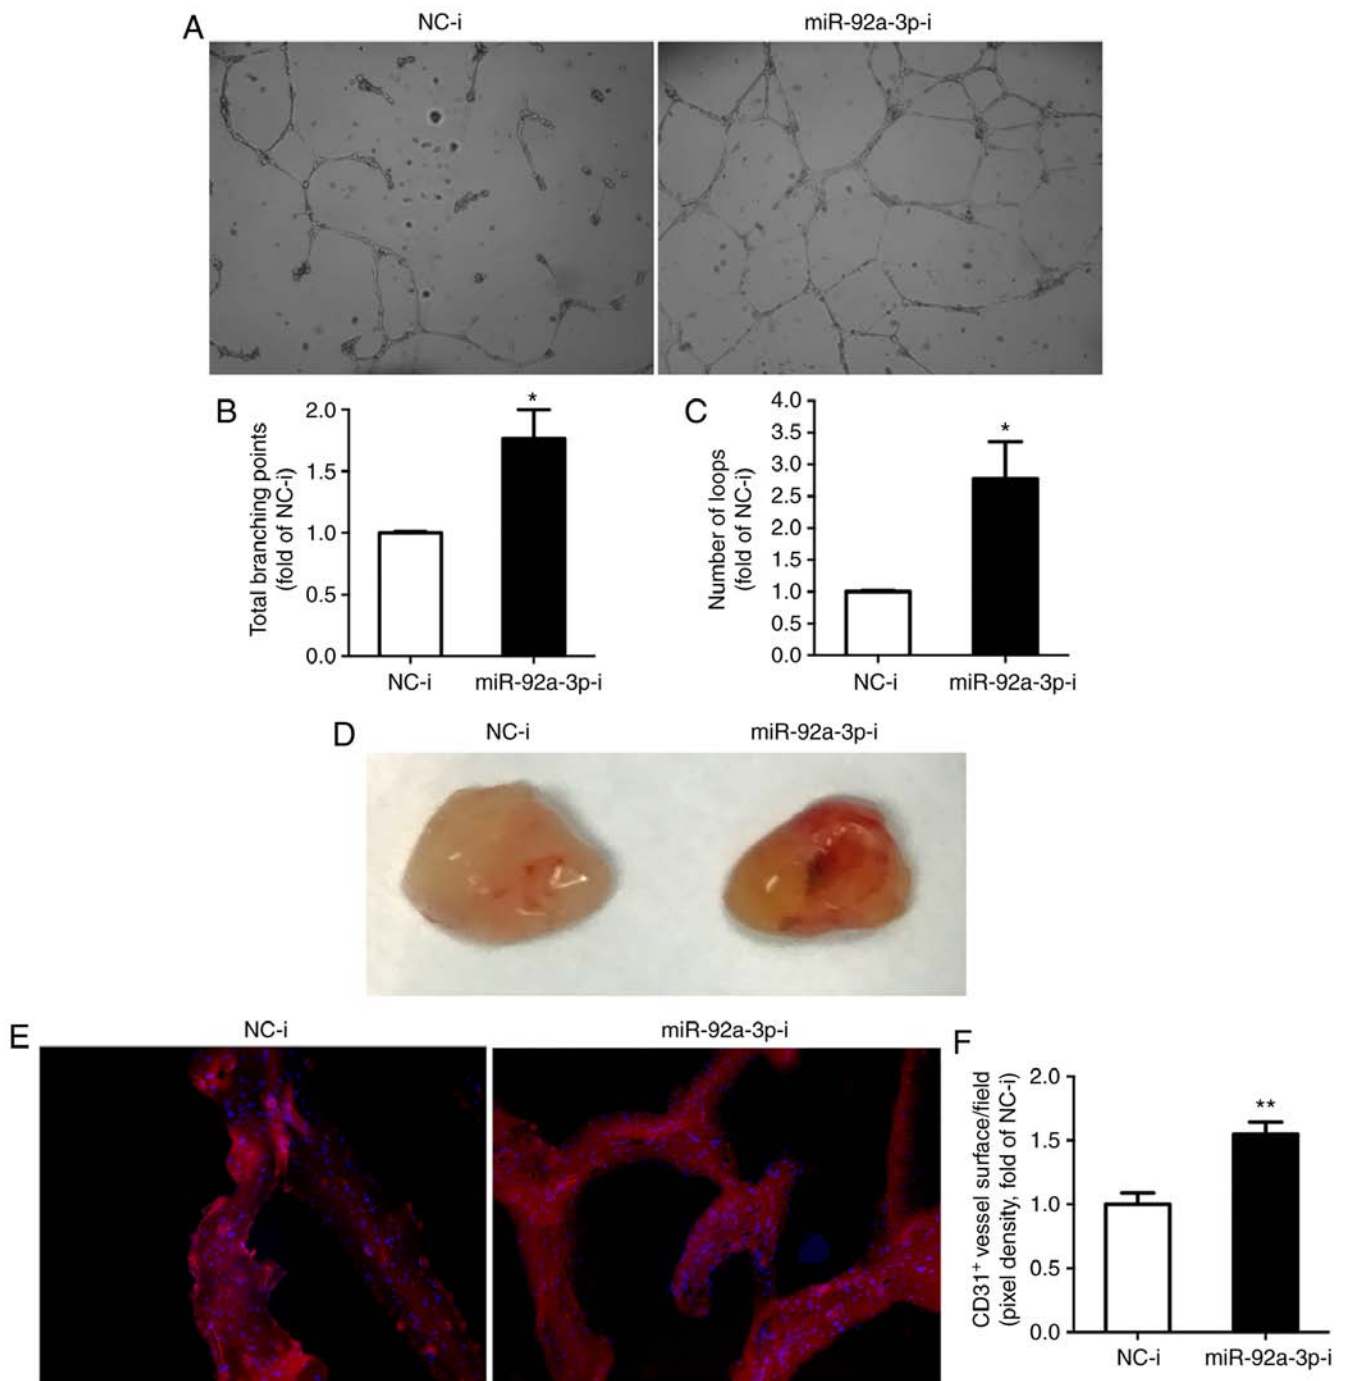 A
NC-i
miR-92a-3p-i
B
Total branching points
(fold of NC-i)
2.0
*
1.5
1.0
0.5
0.0
NC-i
miR-92a-3p-i
C
Number of loops
(fold of NC-i)
4.0
3.5
*
3.0
2.5
2.0
1.5
1.0
0.5
0.0
NC-i
miR-92a-3p-i
D
NC-i
miR-92a-3p-i
E
NC-i
miR-92a-3p-i
F
CD31⁺ vessel surface/field
(pixel density, fold of NC-i)
2.0
**
1.5
1.0
0.5
0.0
NC-i
miR-92a-3p-i